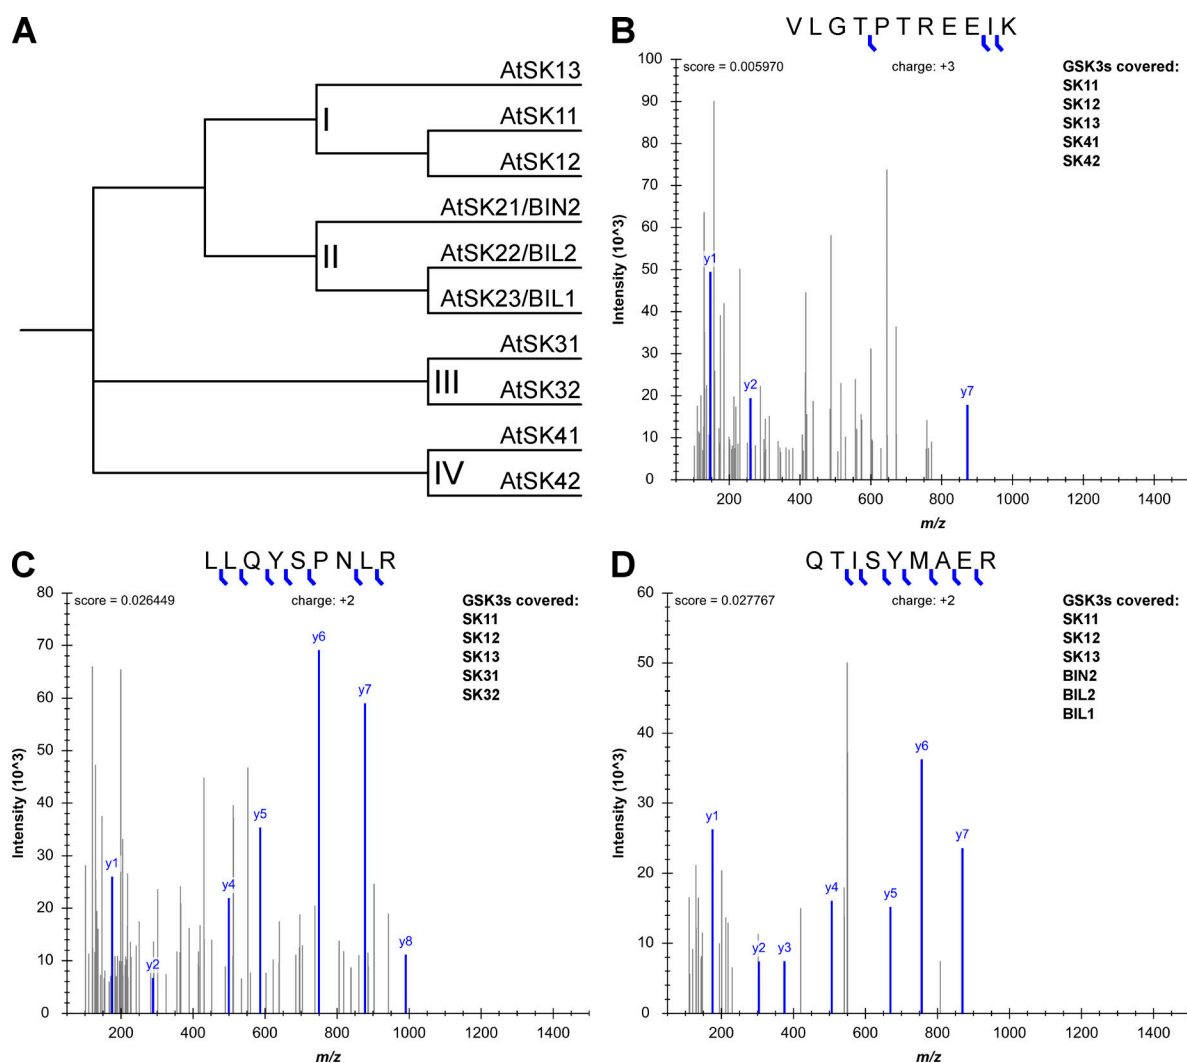 A
AtSK13
I
AtSK11
AtSK12
AtSK21/BIN2
II
AtSK22/BIL2
AtSK23/BIL1
AtSK31
III
AtSK32
AtSK41
IV
AtSK42
B
VLGTPTREEIK
score = 0.005970
charge: +3
GSK3s covered:
SK11
SK12
SK13
SK41
SK42
Intensity (10^3)
100
90
80
70
60
50
40
30
20
10
0
y1
y2
y7
200 400 600 800 1000 1200 1400
m/z
C
LLQYSPNLR
score = 0.026449
charge: +2
GSK3s covered:
SK11
SK12
SK13
SK31
SK32
Intensity (10^3)
80
70
60
50
40
30
20
10
0
y1
y2
y4
y5
y6
y7
y8
200 400 600 800 1000 1200 1400
m/z
D
QTISYMAER
score = 0.027767
charge: +2
GSK3s covered:
SK11
SK12
SK13
BIN2
BIL2
BIL1
Intensity (10^3)
60
50
40
30
20
10
0
y1
y2
y3
y4
y5
y6
y7
200 400 600 800 1000 1200 1400
m/z